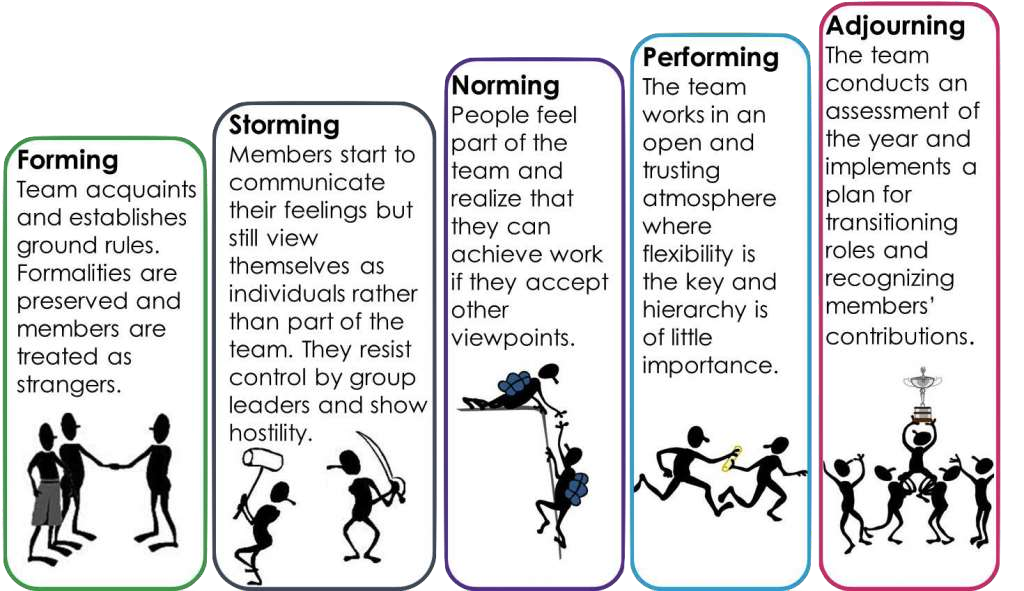 Forming
Team acquaints
and establishes
ground rules.
Formalities are
preserved and
members are
treated as
strangers.
Storming
Members start to
communicate
their feelings but
still view
themselves as
individuals rather
than part of the
team. They resist
control by group
leaders and show
hostility.
Norming
People feel
part of the
team and
realize that
they can
achieve work
if they accept
other
viewpoints.
Performing
The team
works in an
open and
trusting
atmosphere
where
flexibility is
the key and
hierarchy is
of little
importance.
Adjourning
The team
conducts an
assessment of
the year and
implements a
plan for
transitioning
roles and
recognizing
members’
contributions.